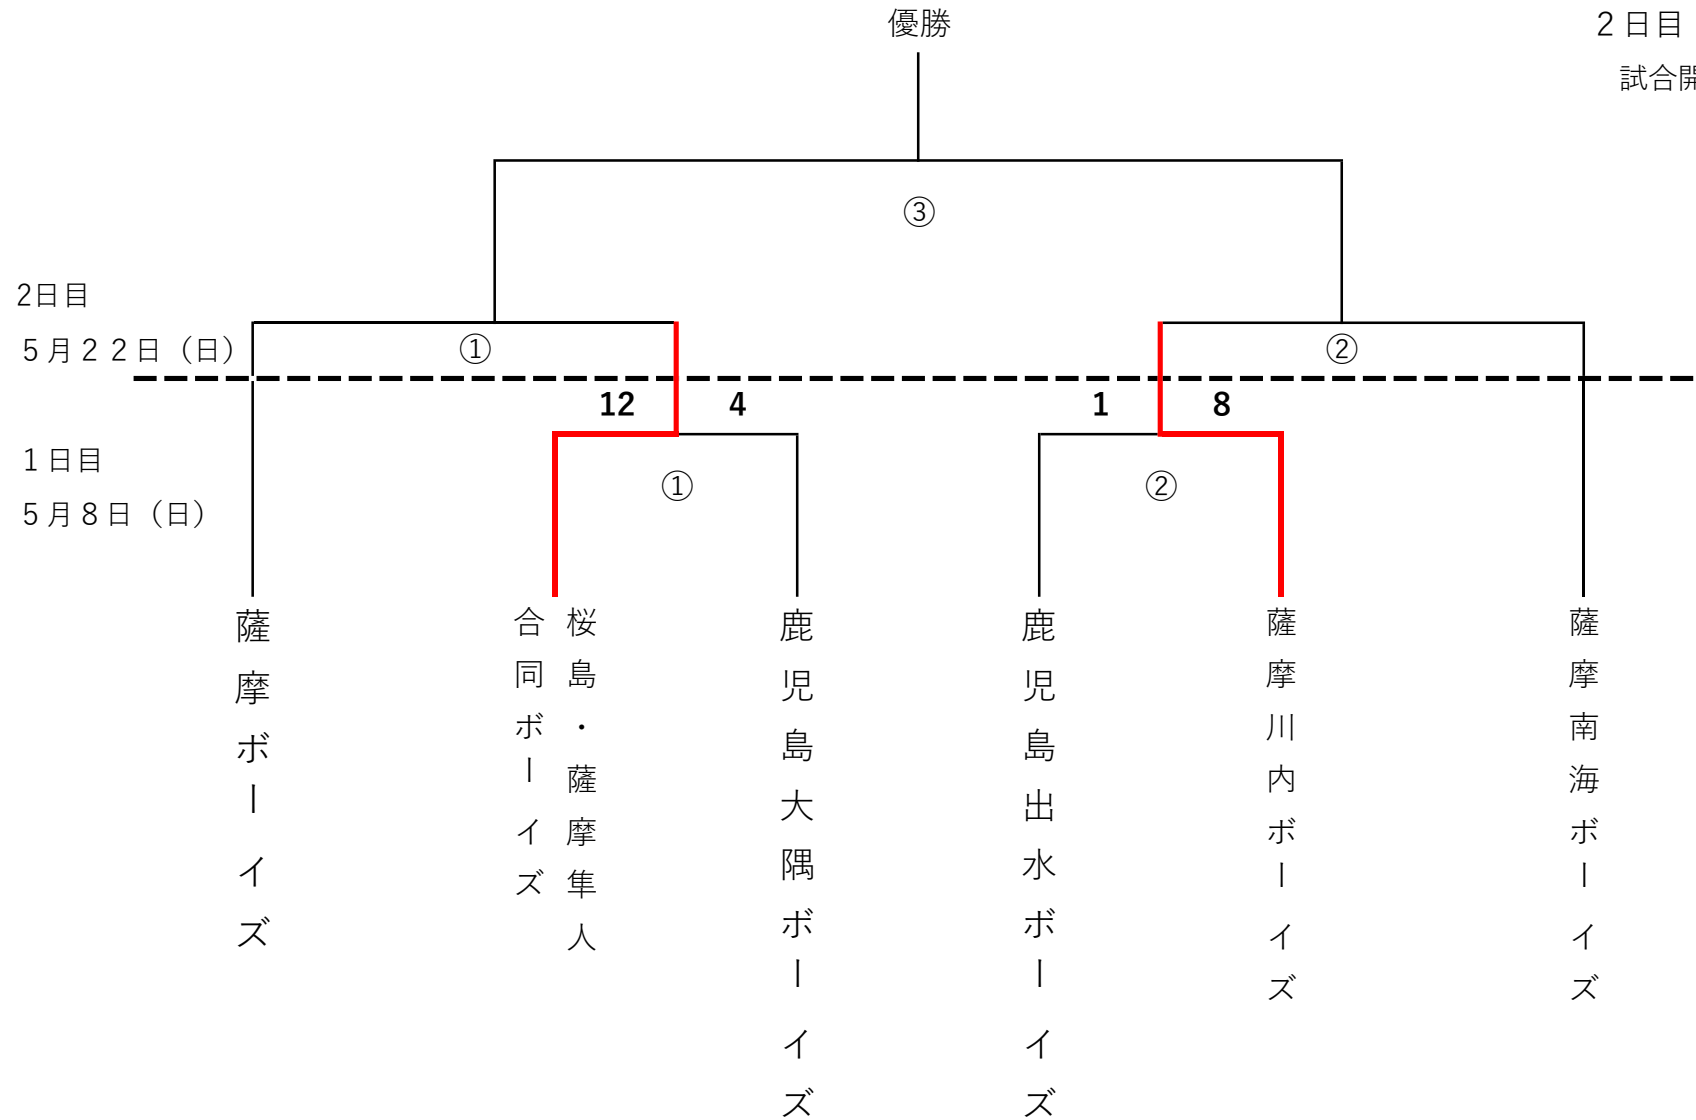 優勝
２日目
試合開
③
2日目
５月２２日（日）
①
②
12
4
1
8
１日目
５月８日（日）
①
②
薩摩ボーイズ
桜島・薩摩隼人
合同ボーイズ
鹿児島大隅ボーイズ
鹿児島出水ボーイズ
薩摩川内ボーイズ
薩摩南海ボーイズ